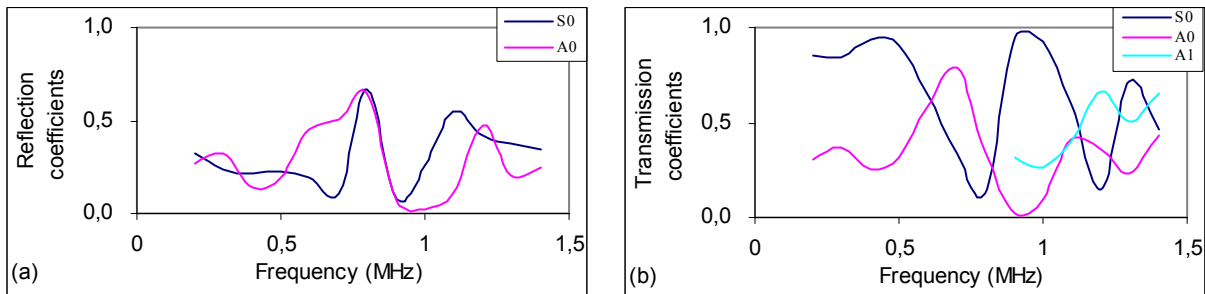 1,0
0,5
0,0
0
0,5
1
1,5
Reflection coefficients
Frequency (MHz)
S0
A0
(a)
1,0
0,5
0,0
0
0,5
1
1,5
Transmission coefficients
Frequency (MHz)
S0
A0
A1
(b)